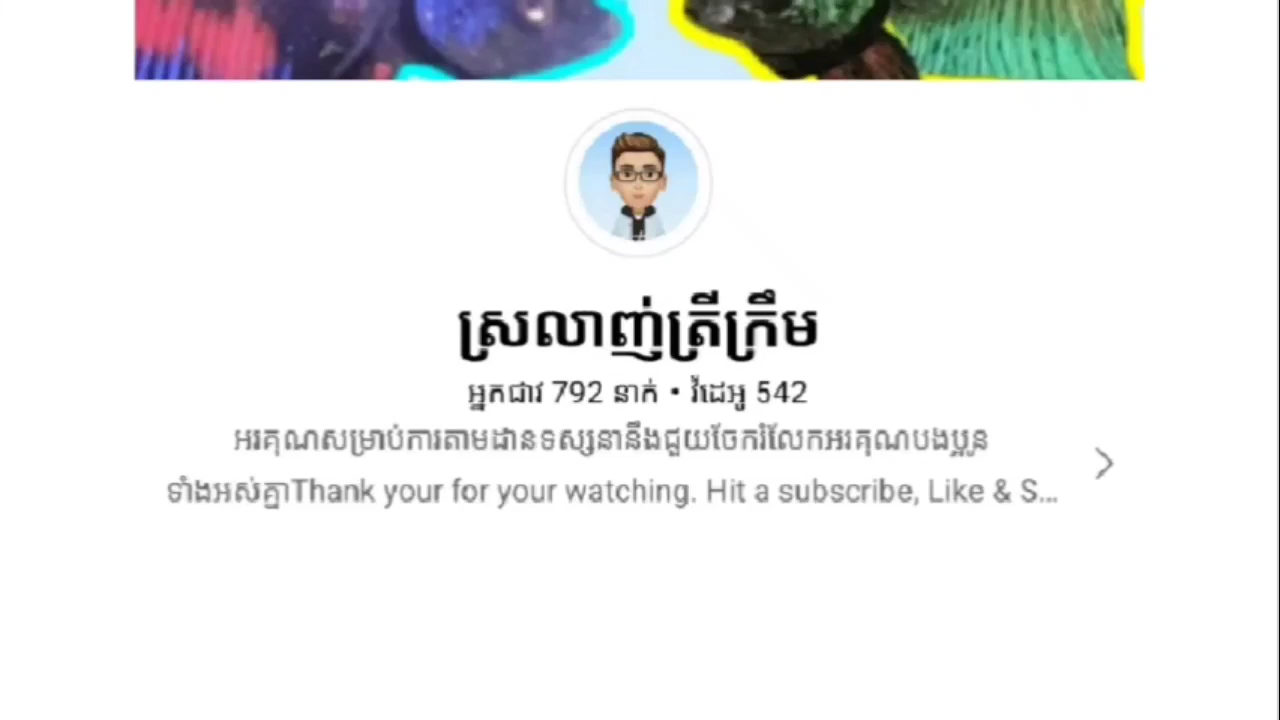 ស្រលាញ់ត្រីក្រឹម
អ្នកជាវ 792 នាក់ • វីដេអូ 542
អរគុណសម្រាប់ការតាមដានទស្សនានឹងជួយចែករំលែកអរគុណបងប្អូន
ទាំងអស់គ្នាThank your for your watching. Hit a subscribe, Like & S...